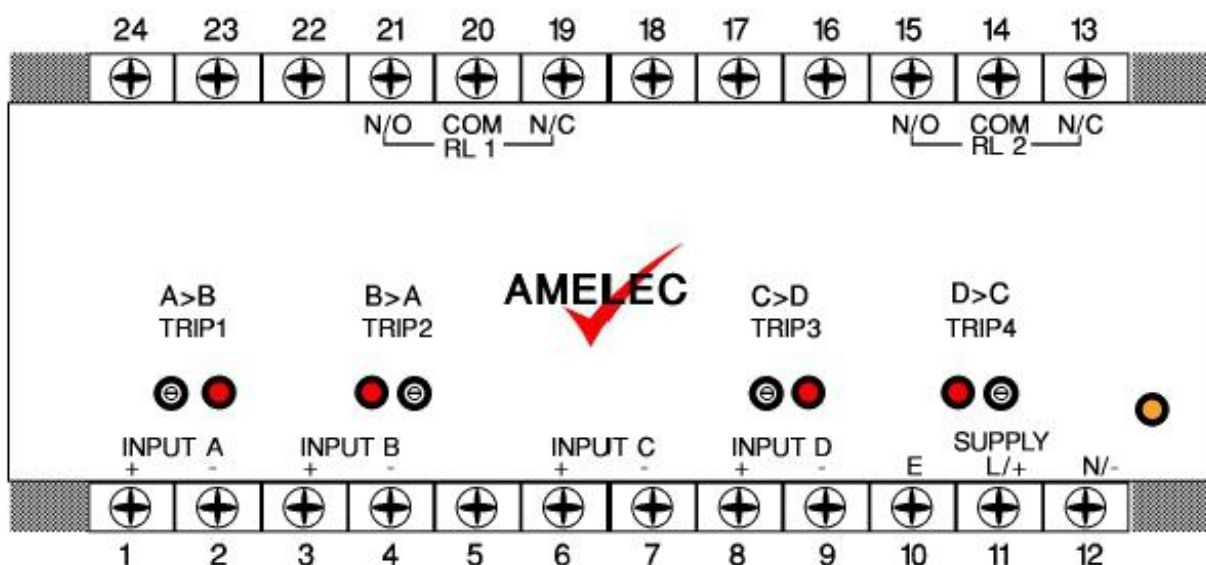 24 23 22 21 20 19 18 17 16 15 14 13
N/O COM N/C N/O COM N/C
RL 1 RL 2
AMELEC
A>B B>A C>D D>C
TRIP1 TRIP2 TRIP3 TRIP4
INPUT A INPUT B INPUT C INPUT D SUPPLY
+ - + - + - + - E L/+ N/-
1 2 3 4 5 6 7 8 9 10 11 12